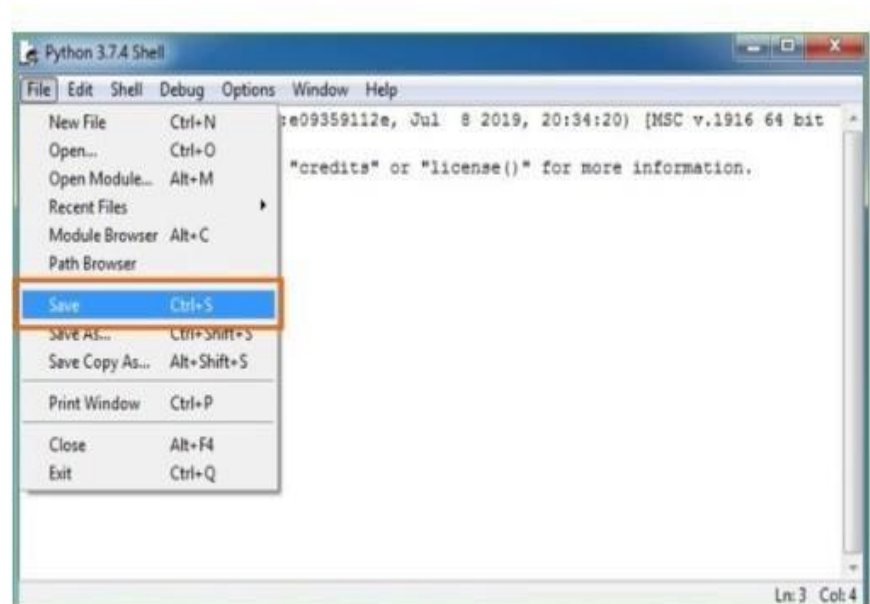 Python 3.7.4 Shell
File Edit Shell Debug Options Window Help
New File Ctrl+N
Open... Ctrl+O
Open Module... Alt+M
Recent Files
Module Browser Alt+C
Path Browser
Save Ctrl+S
Save As... Ctrl+Shift+S
Save Copy As... Alt+Shift+S
Print Window Ctrl+P
Close Alt+F4
Exit Ctrl+Q
:e09359112e, Jul 8 2019, 20:34:20) [MSC v.1916 64 bit
"credits" or "license()" for more information.
Ln: 3 Col: 4